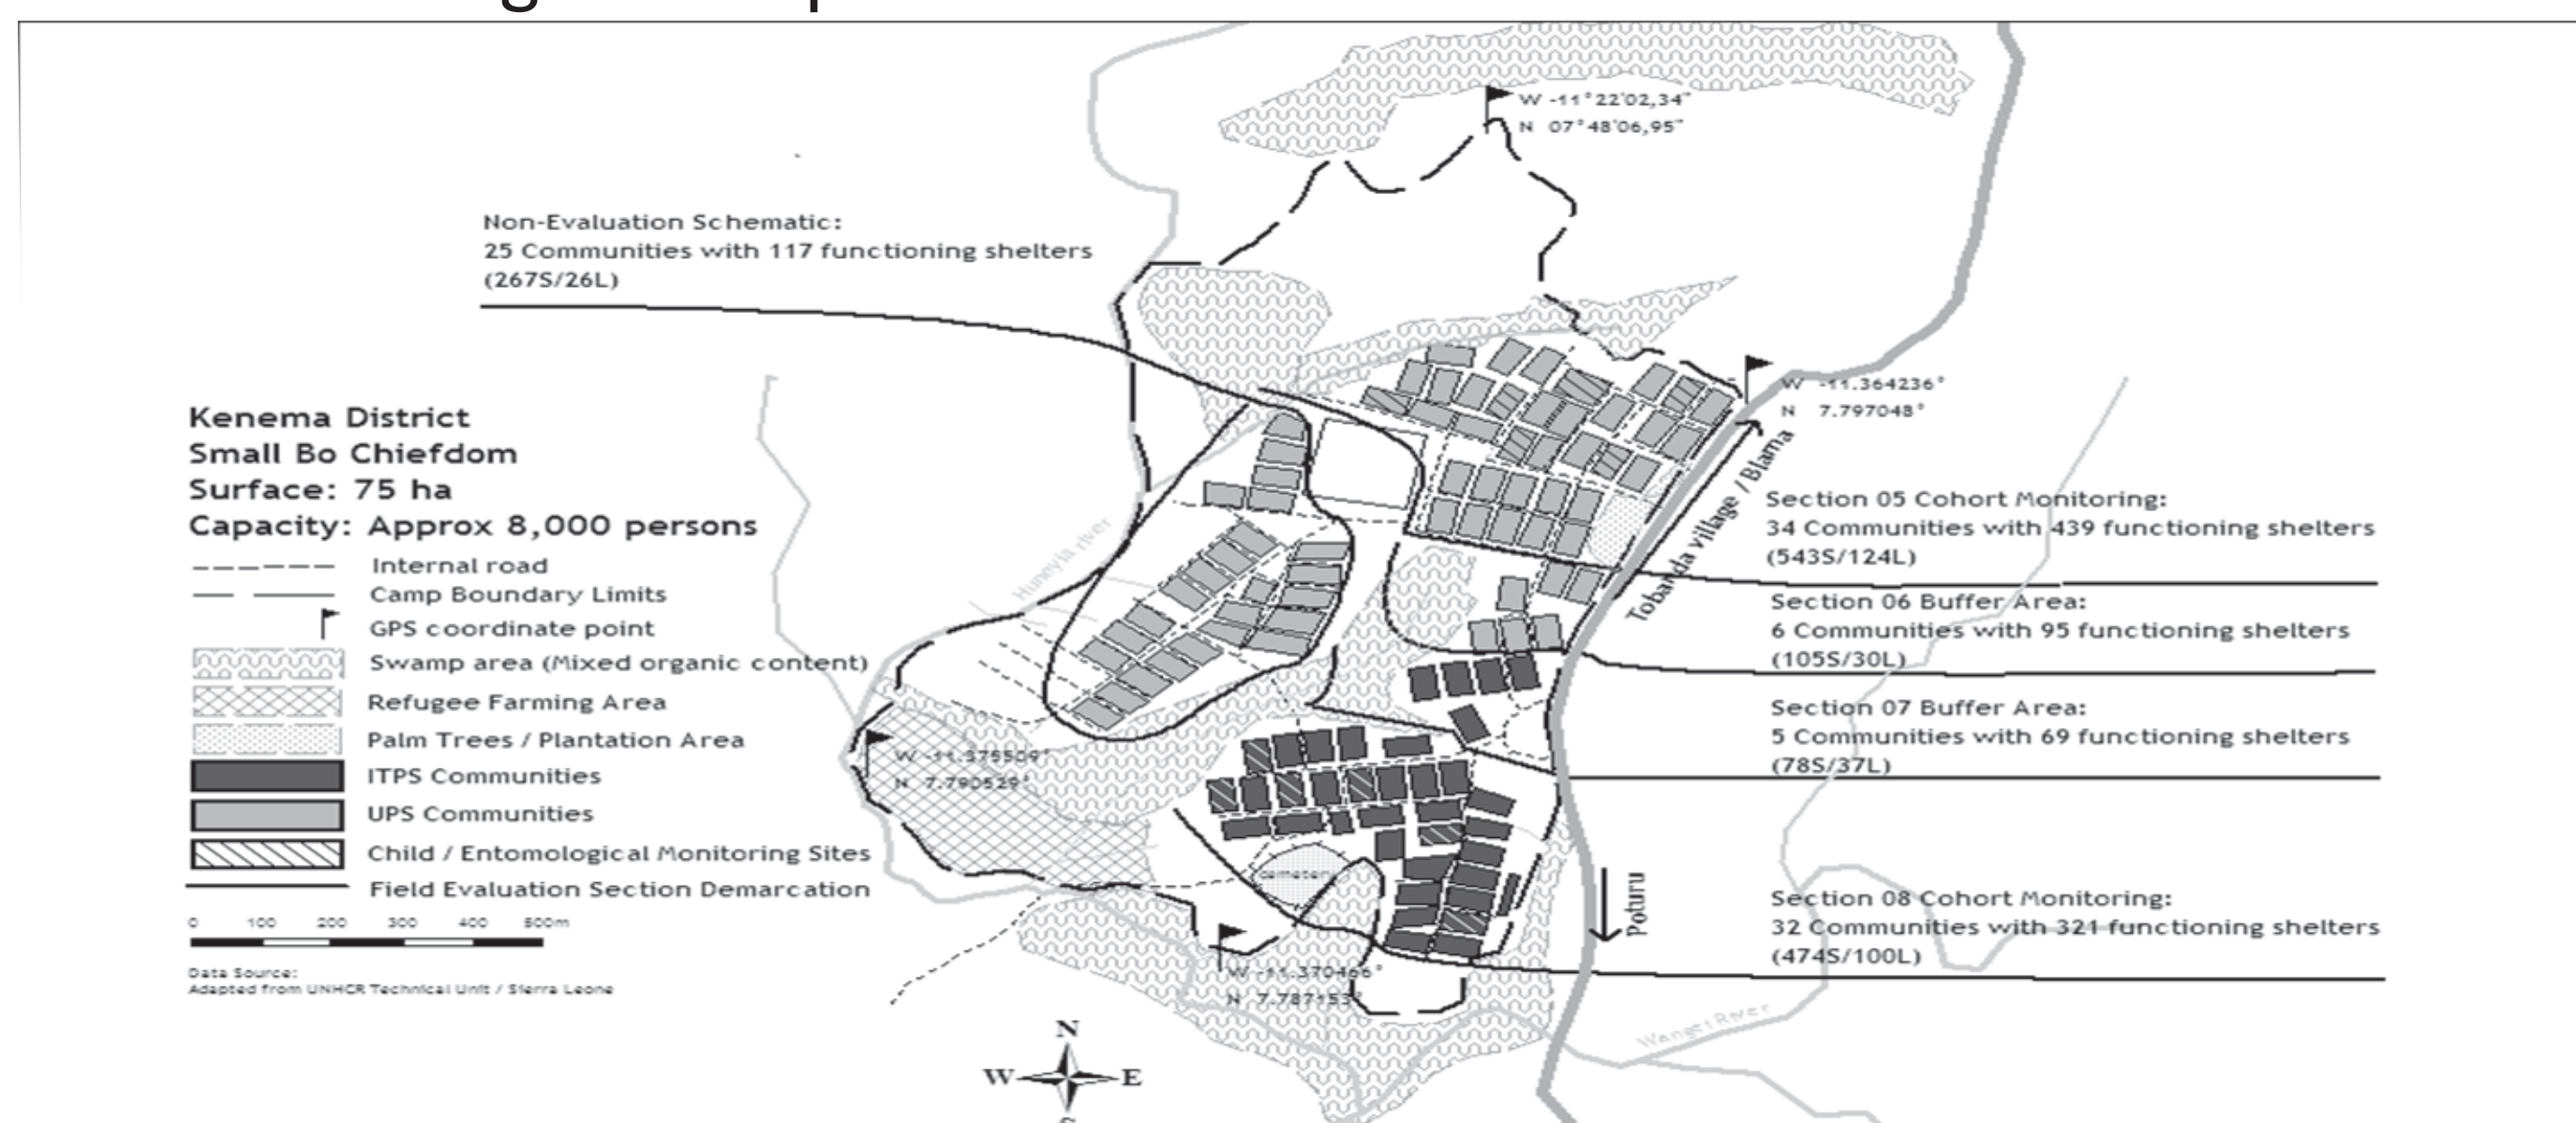 W -11°22'02,34"
N 07°48'06,95"
Non-Evaluation Schematic:
25 Communities with 117 functioning shelters
(267S/26L)
W -11.364236°
N 7.797048°
Kenema District
Small Bo Chiefdom
Surface: 75 ha
Capacity: Approx 8,000 persons
Internal road
Camp Boundary Limits
GPS coordinate point
Swamp area (Mixed organic content)
Refugee Farming Area
Palm Trees / Plantation Area
ITPS Communities
UPS Communities
Child / Entomological Monitoring Sites
Field Evaluation Section Demarcation
0 100 200 300 400 500m
Data Source:
Adapted from UNHCR Technical Unit / Sierra Leone
Huneyia river
Tobanda village / Blama
Section 05 Cohort Monitoring:
34 Communities with 439 functioning shelters
(543S/124L)
Section 06 Buffer Area:
6 Communities with 95 functioning shelters
(105S/30L)
Section 07 Buffer Area:
5 Communities with 69 functioning shelters
(78S/37L)
W -11.375509°
N 7.790529°
cemetery
Poturu
Section 08 Cohort Monitoring:
32 Communities with 321 functioning shelters
(474S/100L)
W -11.370466°
N 7.787153°
River
N
W E